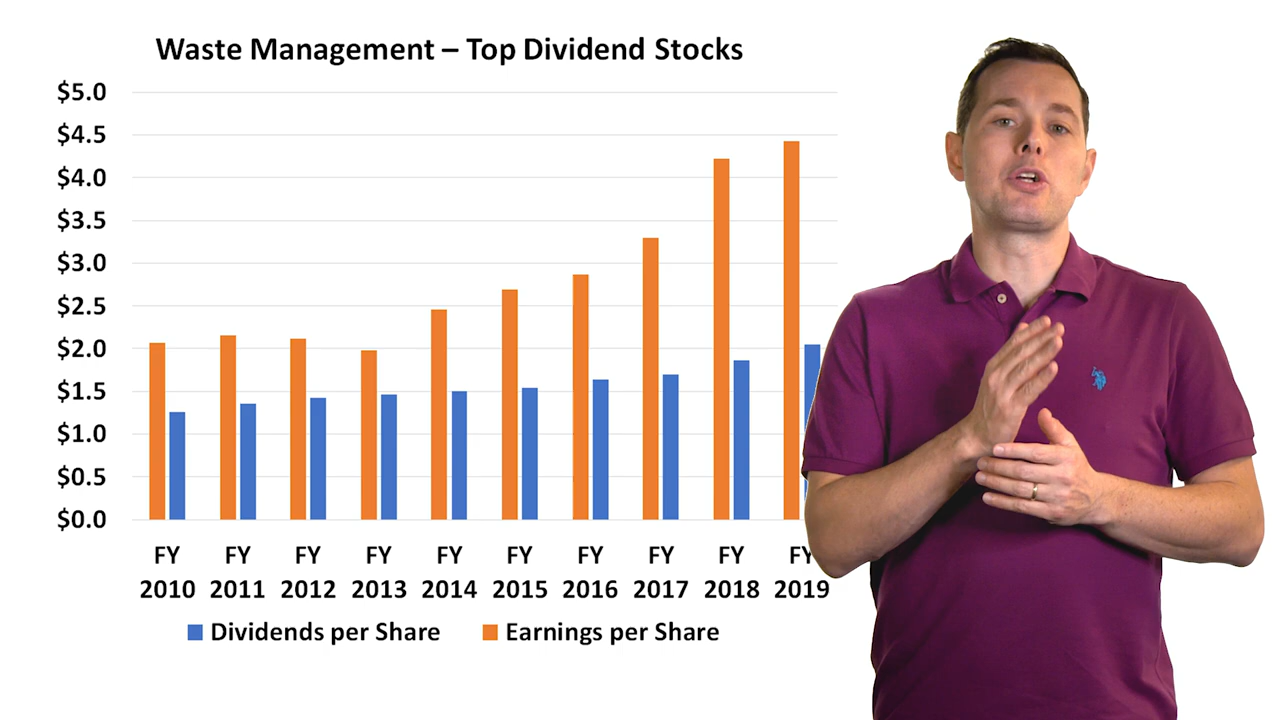 Waste Management – Top Dividend Stocks
$5.0
$4.5
$4.0
$3.5
$3.0
$2.5
$2.0
$1.5
$1.0
$0.5
$0.0
FY FY FY FY FY FY FY FY FY FY
2010 2011 2012 2013 2014 2015 2016 2017 2018 2019
Dividends per Share Earnings per Share